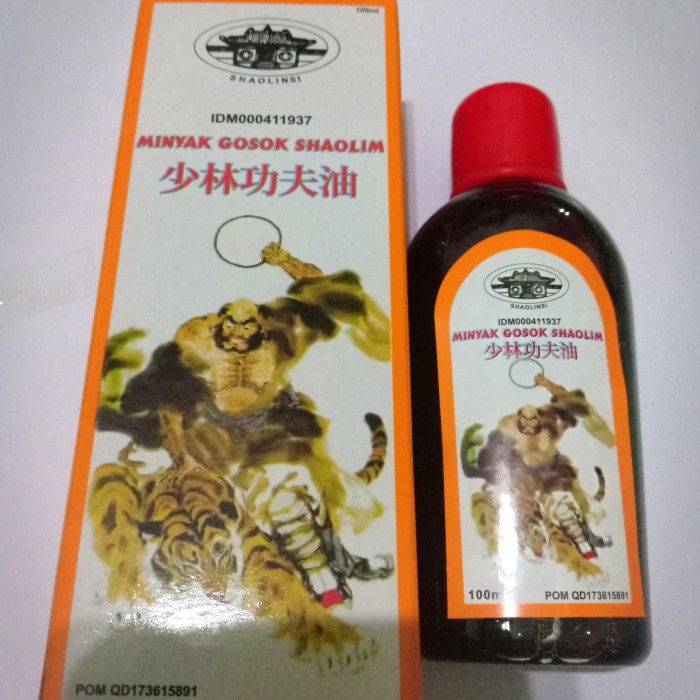 100ml
SHAOLINSI
IDM000411937
MINYAK GOSOK SHAOLIM
少林功夫油
POM QD173615891
SHAOLINSI
IDM000411937
MINYAK GOSOK SHAOLIM
少林功夫油
100m
POM QD173615891